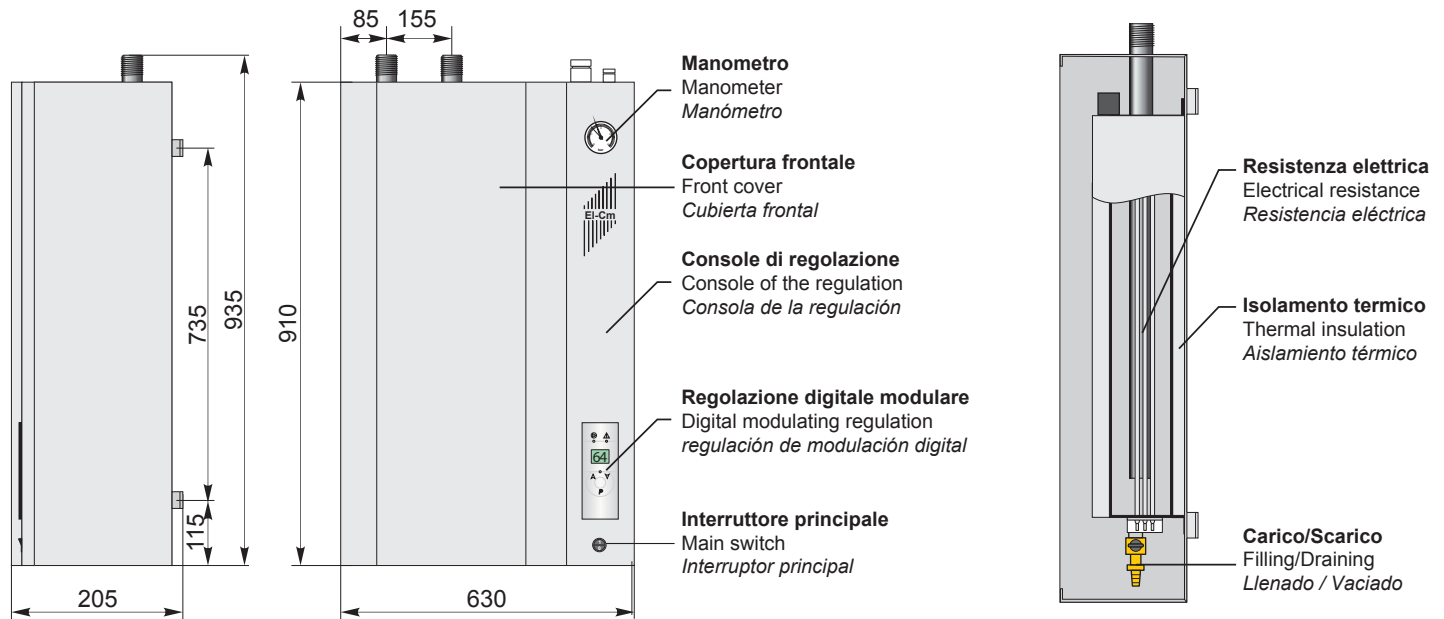 85
155
735
935
115
205
910
630
Manometro
Manometer
Manómetro
Copertura frontale
Front cover
Cubierta frontal
El-Cm
Console di regolazione
Console of the regulation
Consola de la regulación
Regolazione digitale modulare
Digital modulating regulation
regulación de modulación digital
64
P
Interruttore principale
Main switch
Interruptor principal
Resistenza elettrica
Electrical resistance
Resistencia eléctrica
Isolamento termico
Thermal insulation
Aislamiento térmico
Carico/Scarico
Filling/Draining
Llenado / Vaciado